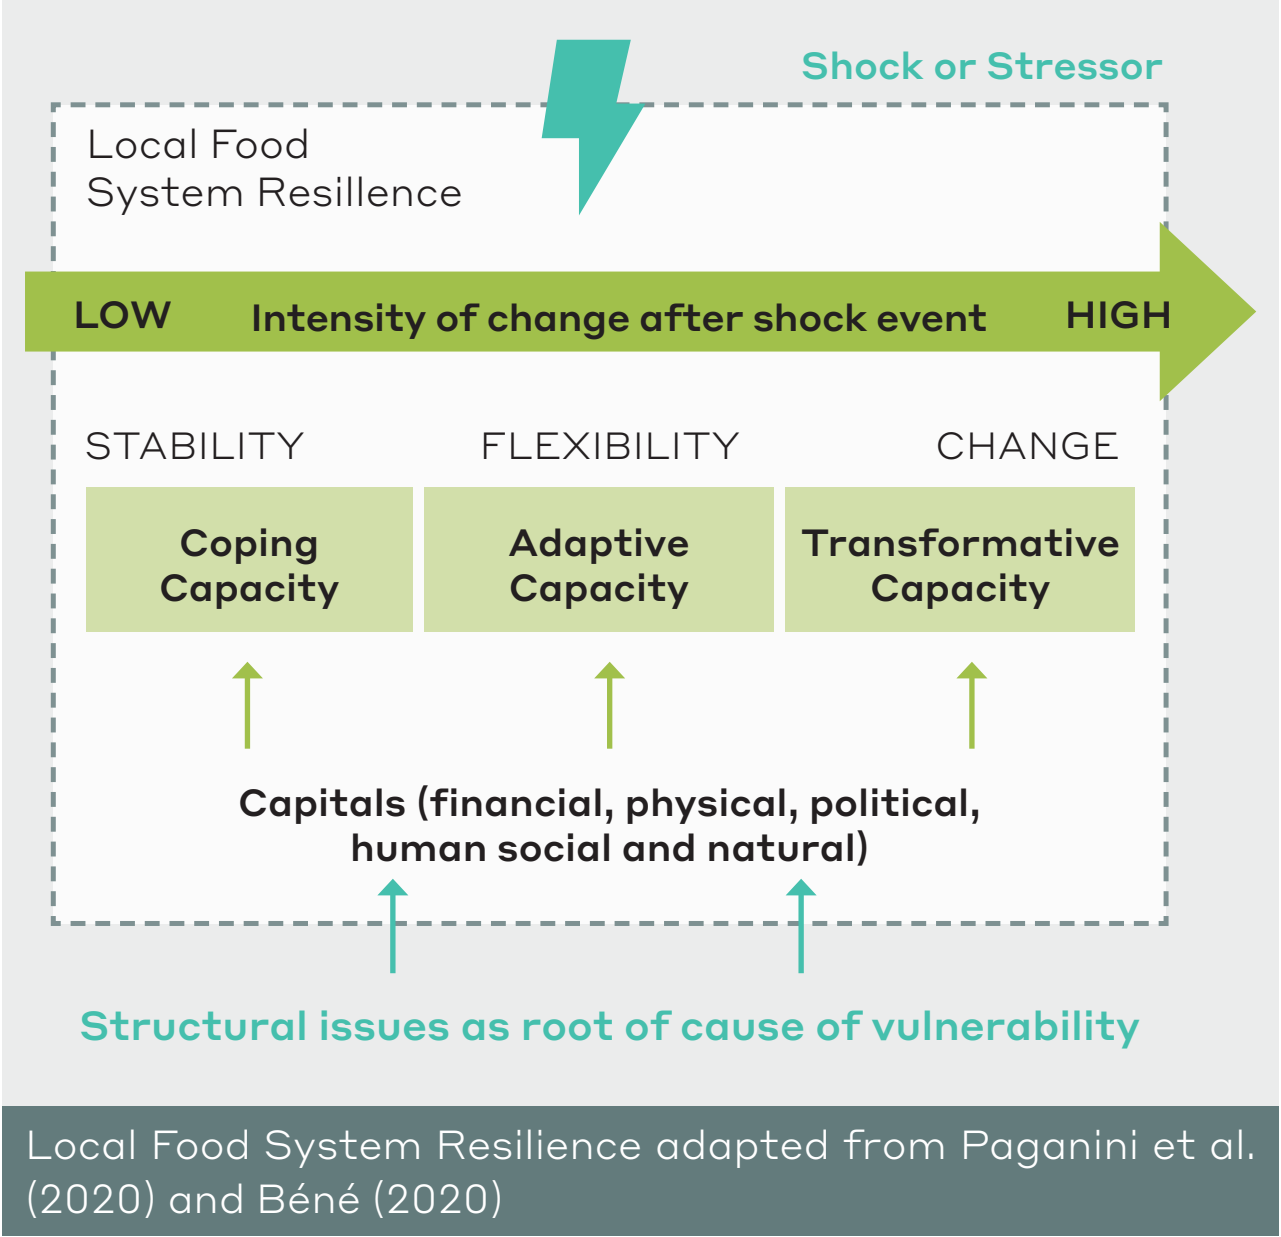 Shock or Stressor
Local Food
System Resillence
LOW Intensity of change after shock event HIGH
STABILITY FLEXIBILITY CHANGE
Coping
Capacity
Adaptive
Capacity
Transformative
Capacity
Capitals (financial, physical, political,
human social and natural)
Structural issues as root of cause of vulnerability
Local Food System Resilience adapted from Paganini et al.
(2020) and Béné (2020)